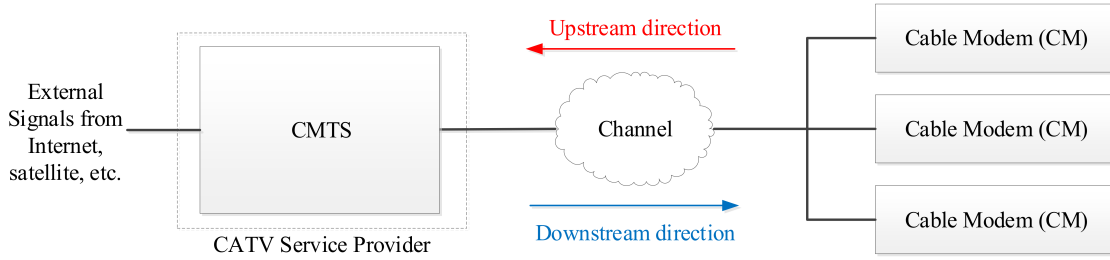 External
Signals from
Internet,
satellite, etc.
CMTS
CATV Service Provider
Upstream direction
Channel
Downstream direction
Cable Modem (CM)
Cable Modem (CM)
Cable Modem (CM)